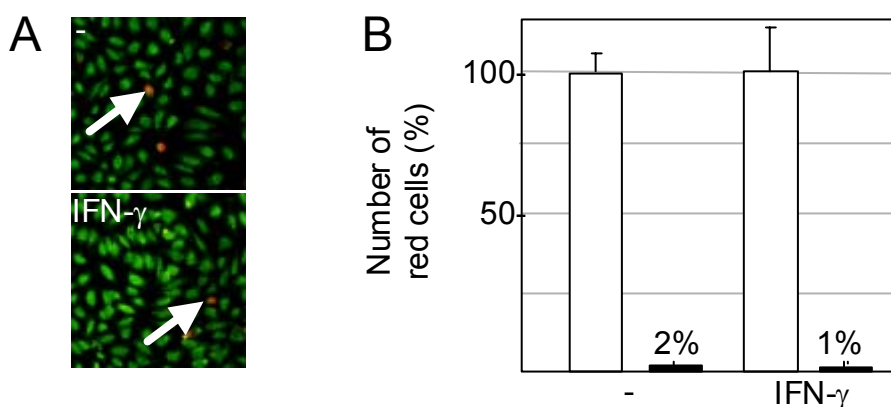 A
-
IFN-γ
B
Number of
red cells (%)
100
50
2%
1%
-
IFN-γ